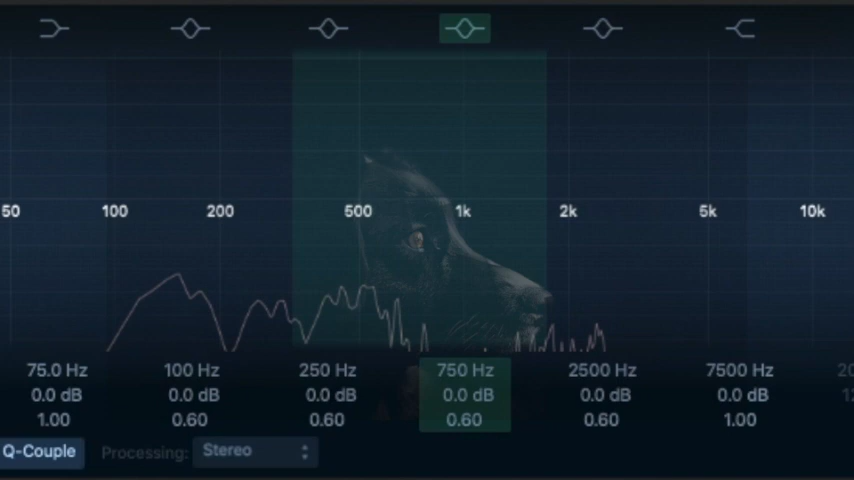 50 100 200 500 1k 2k 5k 10k
75.0 Hz 100 Hz 250 Hz 750 Hz 2500 Hz 7500 Hz 20
0.0 dB 0.0 dB 0.0 dB 0.0 dB 0.0 dB 0.0 dB 12
1.00 0.60 0.60 0.60 0.60 1.00
Q-Couple Processing: Stereo